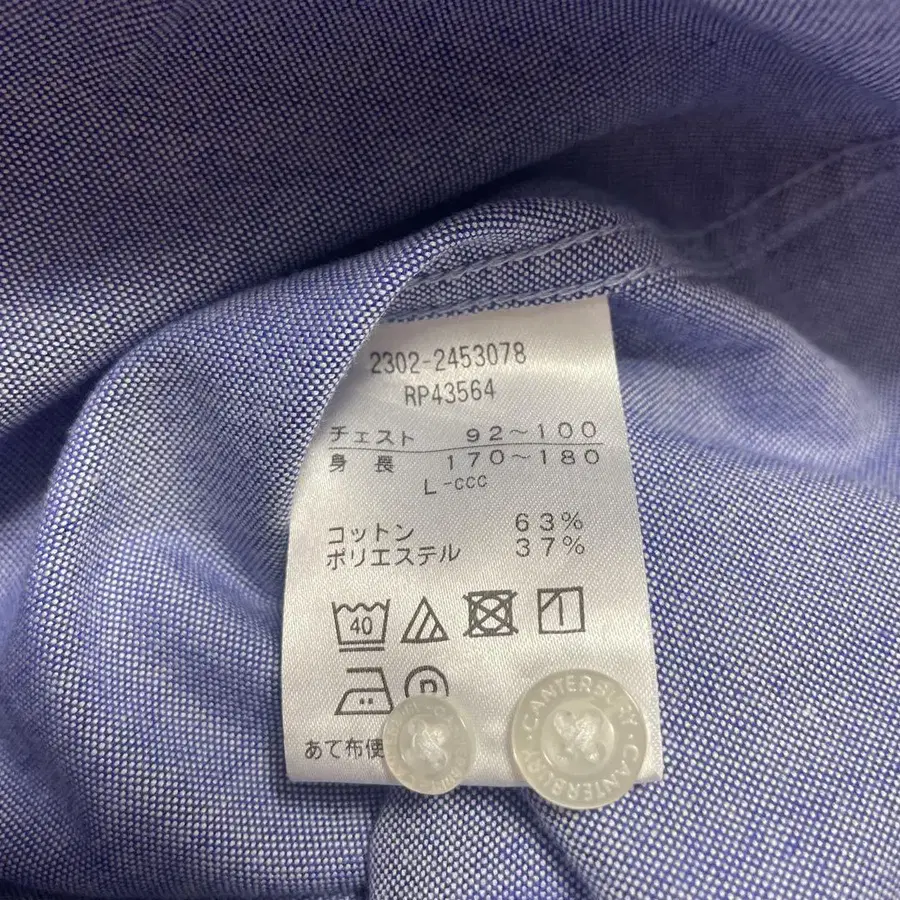 2302-2453078
RP43564
チェスト 92〜100
身長 170〜180
L-ccc
コットン 63%
ポリエステル 37%
40
P
あて布使
CANTERBURY · CANTERBURY ·